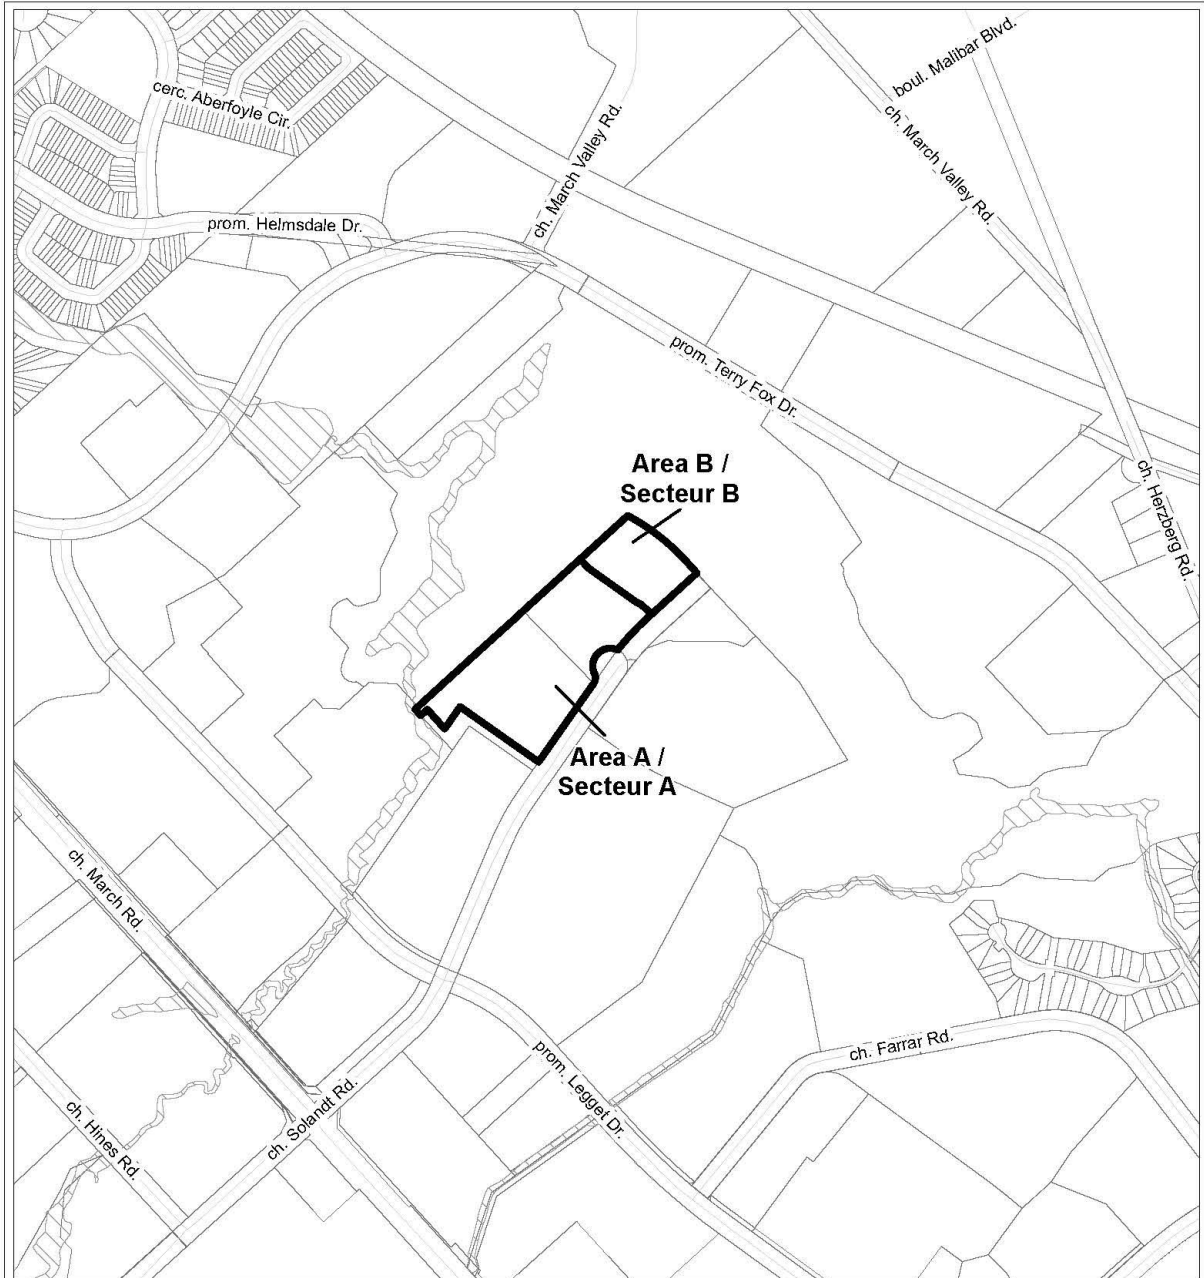 boul. Malibar Blvd.
cerc. Aberfoyle Cir.
ch. March Valley Rd.
ch. March Valley Rd.
prom. Helmsdale Dr.
prom. Terry Fox Dr.
Area B /
Secteur B
ch. Herzberg Rd.
Area A /
Secteur A
ch. March Rd.
ch. Farrar Rd.
prom. Legget Dr.
ch. Solandt Rd.
ch. Hines Rd.